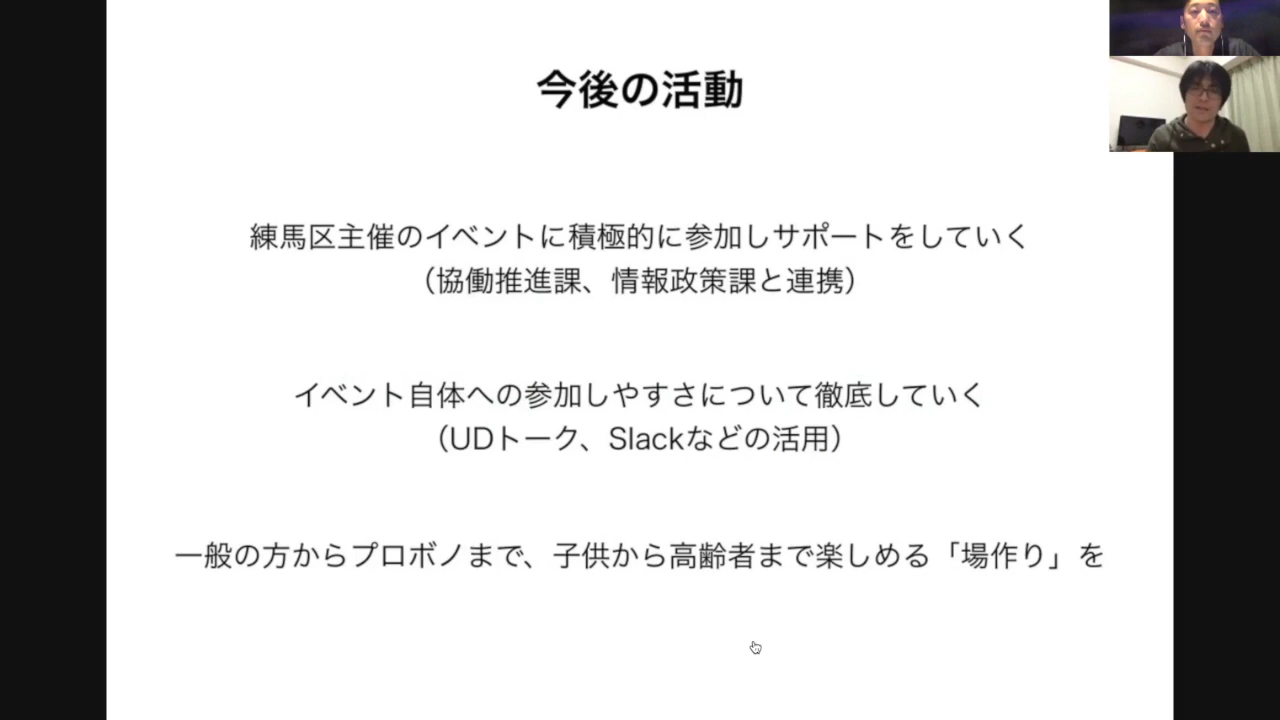 今後の活動
練馬区主催のイベントに積極的に参加しサポートをしていく
（協働推進課、情報政策課と連携）
イベント自体への参加しやすさについて徹底していく
（UDトーク、Slackなどの活用）
一般の方からプロボノまで、子供から高齢者まで楽しめる「場作り」を